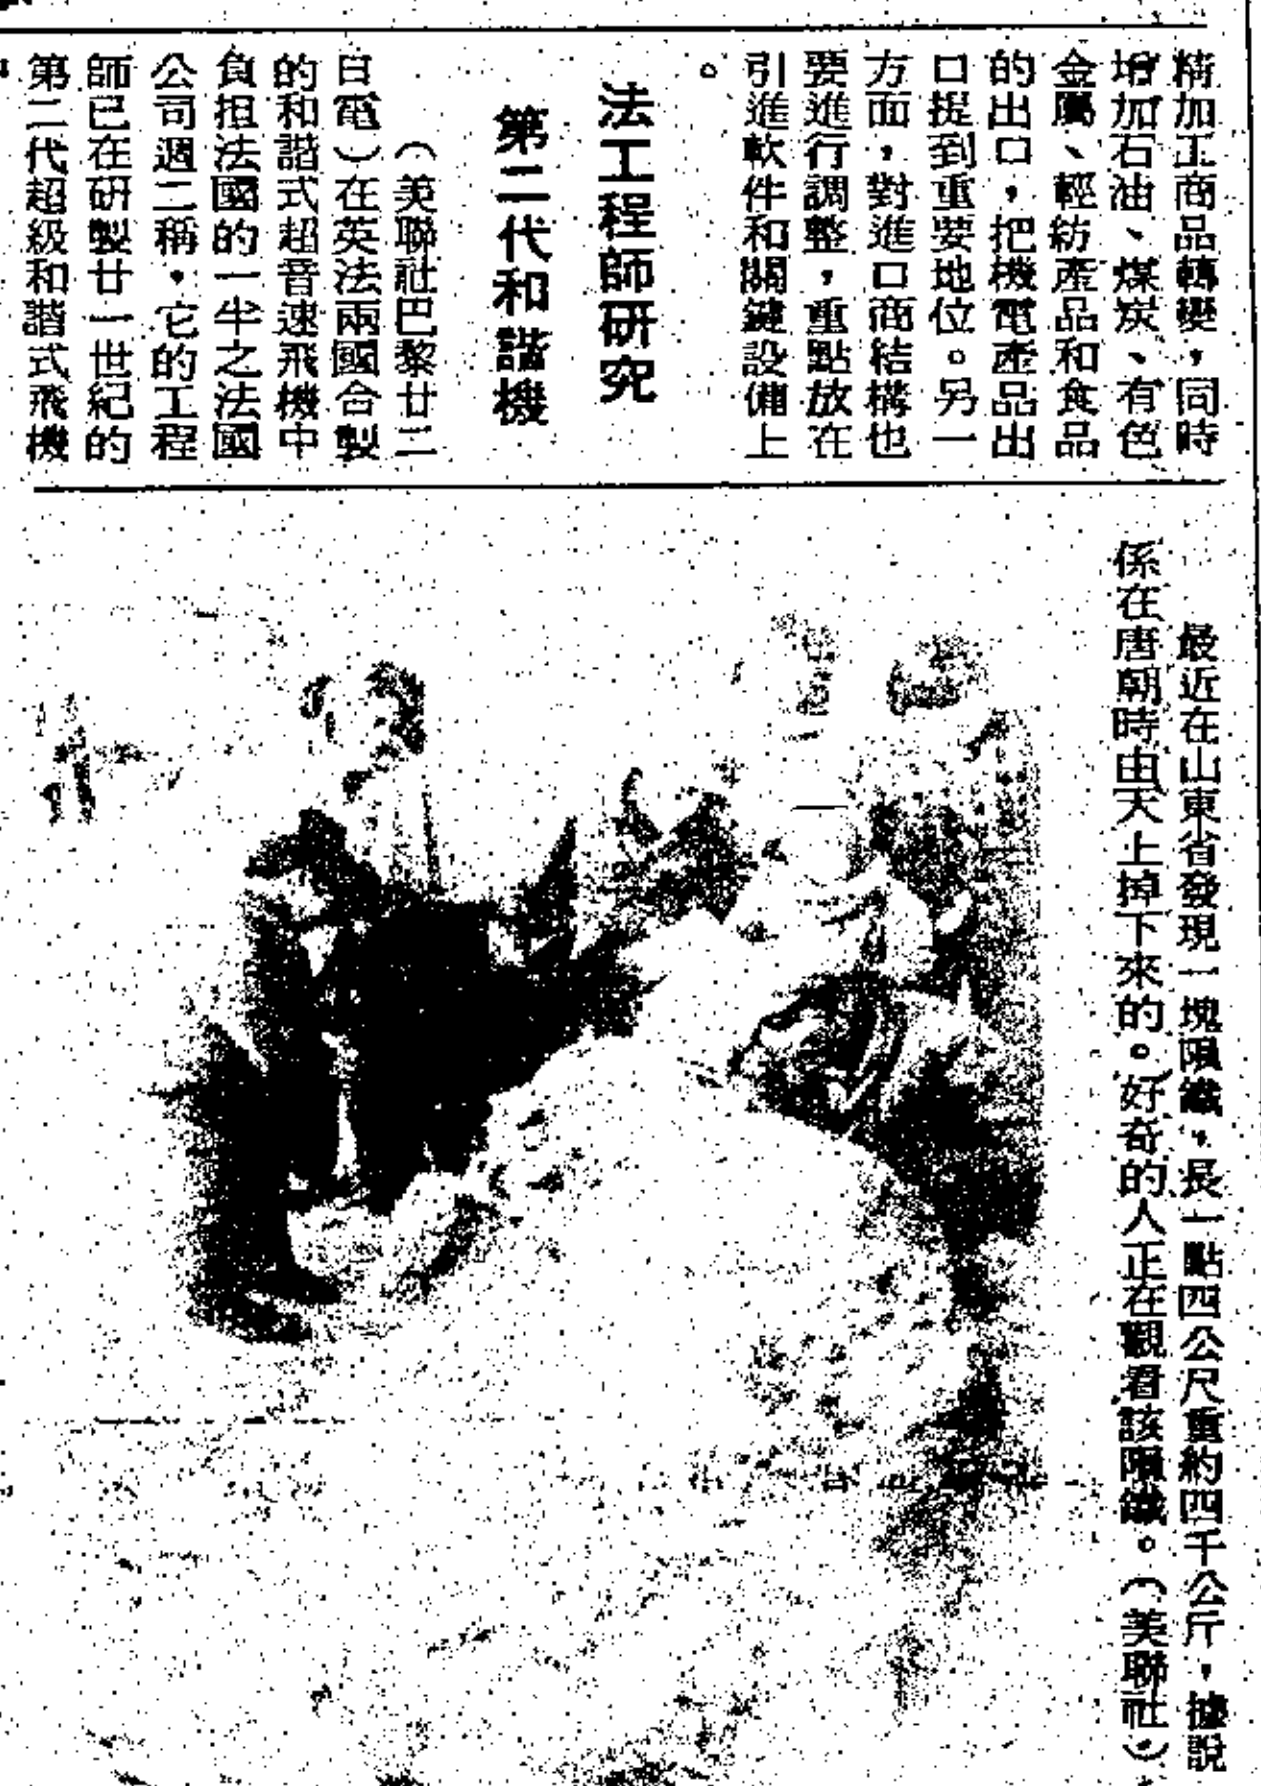 精加工商品轉變，同時
增加石油、煤炭、有色
金屬、輕紡產品和食品
的出口，把機電產品出
口提到重要地位。另一
方面，對進口商結構也
要進行調整，重點放在
引進軟件和關鍵設備上
。
法工程師研究
第二代和諧機
（美聯社巴黎廿二
日電）在英法兩國合製
的和諧式超音速飛機中
負担法國的一半之法國
公司週二稱，它的工程
師已在研製廿一世紀的
第二代超級和諧式飛機
最近在山東省發現一塊隕鐵，長一點四公尺重約四千公斤，據說
係在唐朝時由天上掉下來的。好奇的人正在觀看該隕鐵。（美聯社）